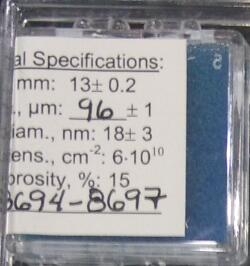 al Specifications:
mm: 13± 0.2
., µm: 96 ± 1
iam., nm: 18± 3
ens., cm⁻²: 6·10¹⁰
orosity, %: 15
8694-8697